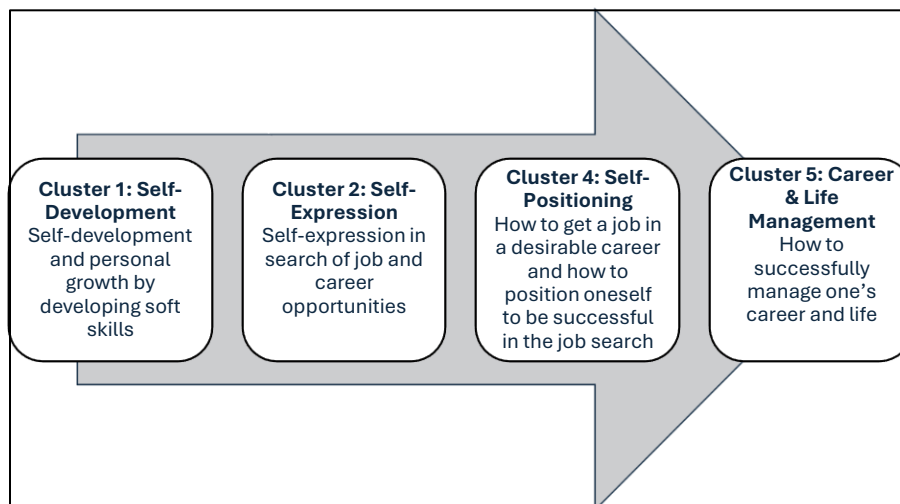 Cluster 1: Self-
Development
Self-development
and personal
growth by
developing soft
skills
Cluster 2: Self-
Expression
Self-expression in
search of job and
career
opportunities
Cluster 4: Self-
Positioning
How to get a job in
a desirable career
and how to
position oneself
to be successful
in the job search
Cluster 5: Career
& Life
Management
How to
successfully
manage one’s
career and life